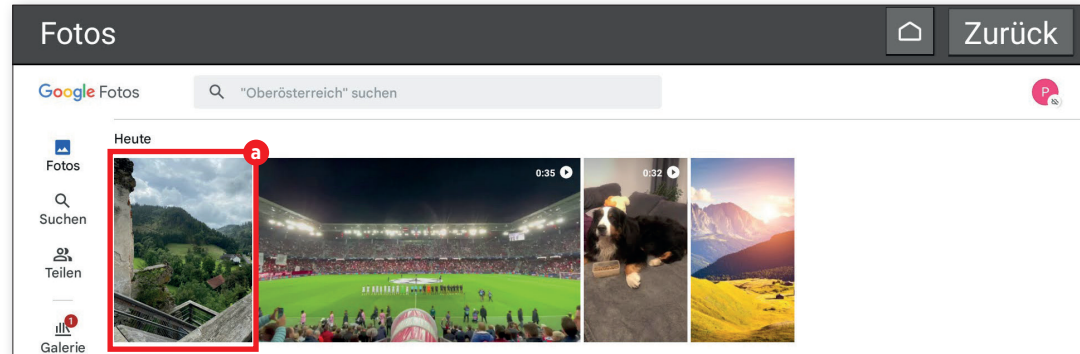 Fotos
Zurück
Google Fotos
"Oberösterreich" suchen
P
Heute
a
Fotos
0:35
0:32
Suchen
Teilen
1
Galerie